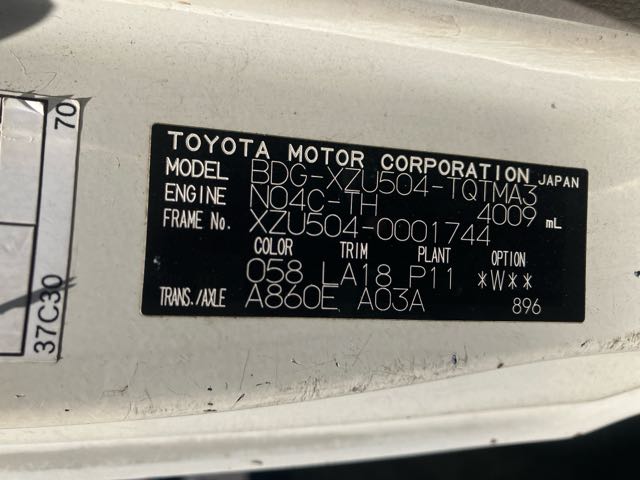 TOYOTA MOTOR CORPORATION JAPAN
MODEL BDG-XZU504-TQTMA3
ENGINE N04C-TH 4009 mL
FRAME No. XZU504-0001744
COLOR TRIM PLANT OPTION
058 LA18 P11 *W**
TRANS./AXLE A860E A03A 896
37C30
70